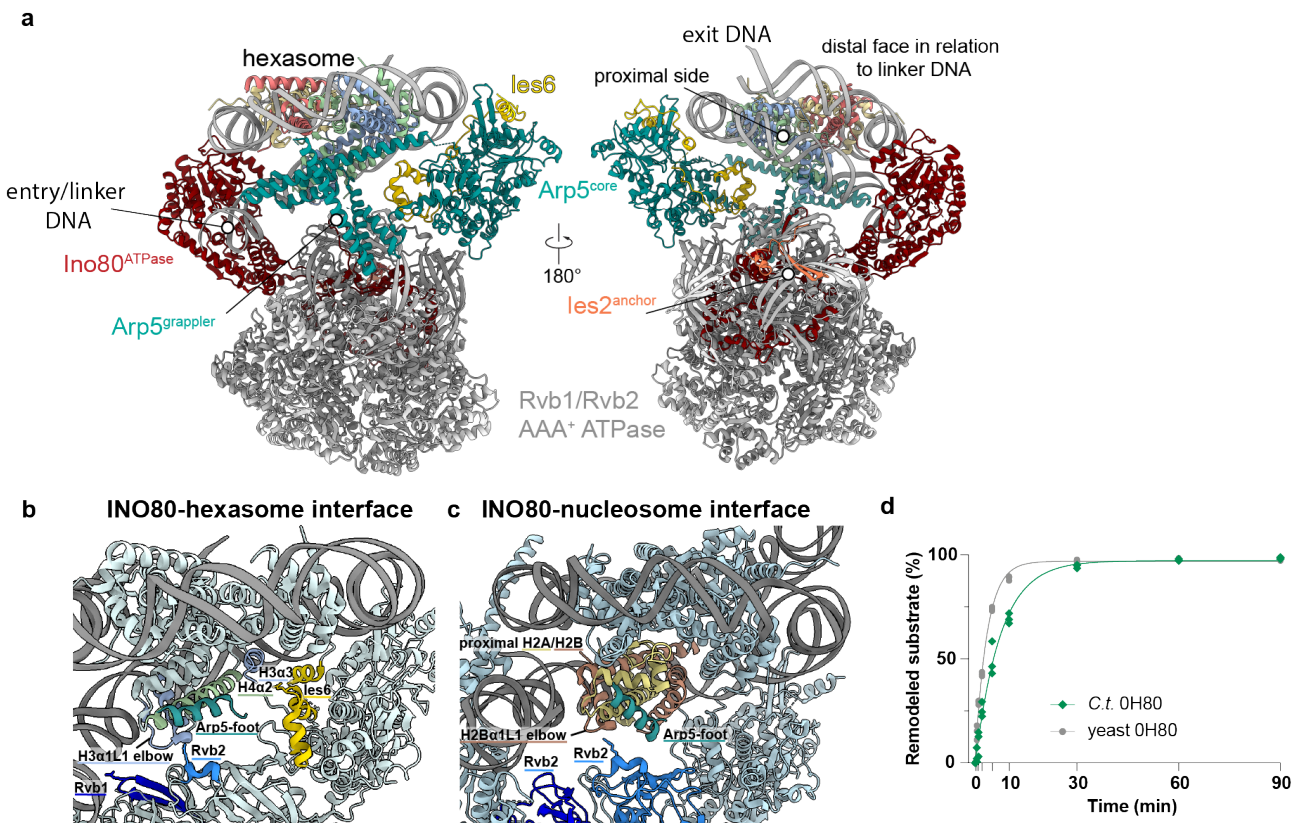 a
hexasome
Ies6
entry/linker
DNA
Ino80ATPase
Arp5grappler
Arp5core
180°
Rvb1/Rvb2
AAA+ ATPase
exit DNA
proximal side
distal face in relation
to linker DNA
Ies2anchor
b INO80-hexasome interface
H3α3
H4α2
Ies6
Arp5-foot
H3α1L1 elbow
Rvb2
Rvb1
c INO80-nucleosome interface
proximal H2A/H2B
H2Bα1L1 elbow
Arp5-foot
Rvb2
Rvb2
d
Remodeled substrate (%)
100
50
0
C.t. 0H80
yeast 0H80
0 10 30 60 90
Time (min)